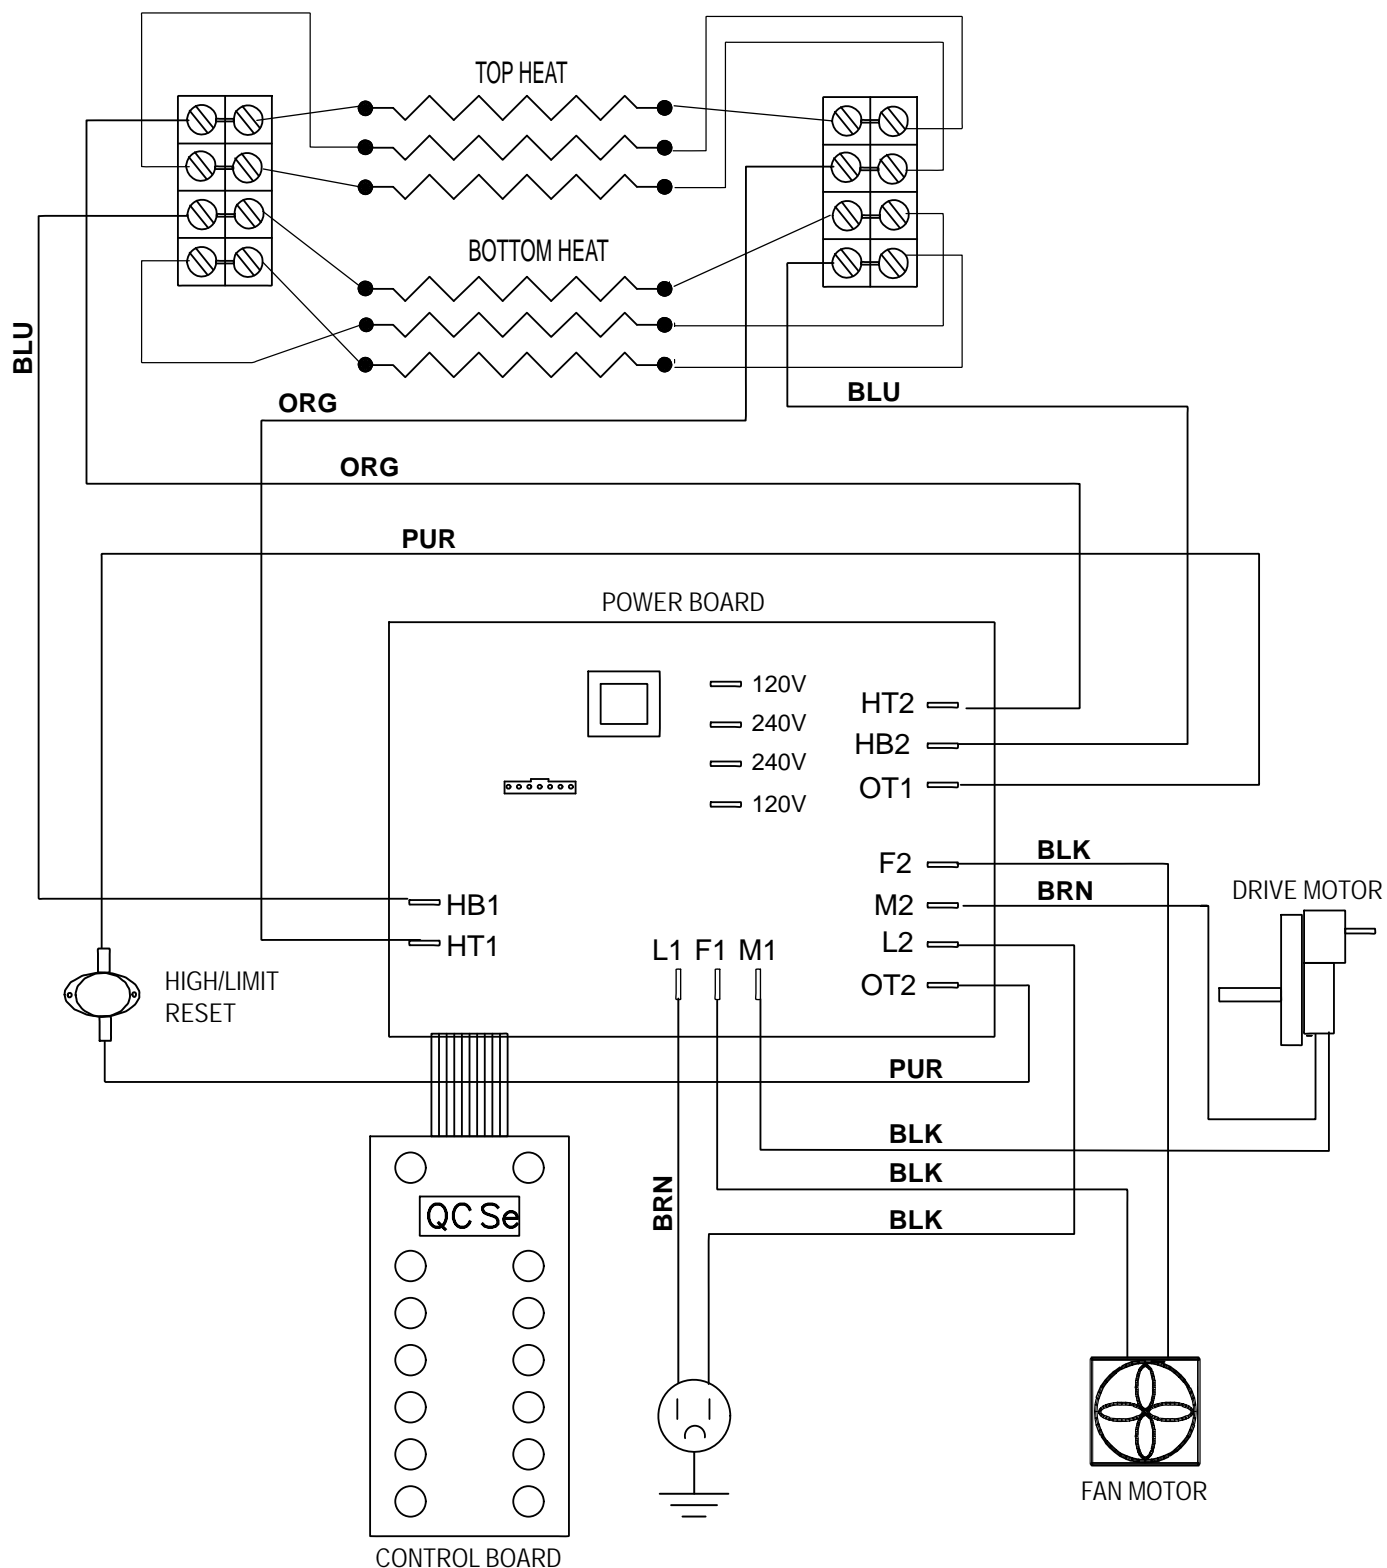 TOP HEAT
BOTTOM HEAT
BLU
ORG
BLU
ORG
PUR
POWER BOARD
120V
240V
240V
120V
HT2
HB2
OT1
F2
BLK
M2
BRN
DRIVE MOTOR
HB1
HT1
L1 F1 M1
L2
OT2
HIGH/LIMIT
RESET
PUR
BLK
BLK
BRN
BLK
QC Se
FAN MOTOR
CONTROL BOARD